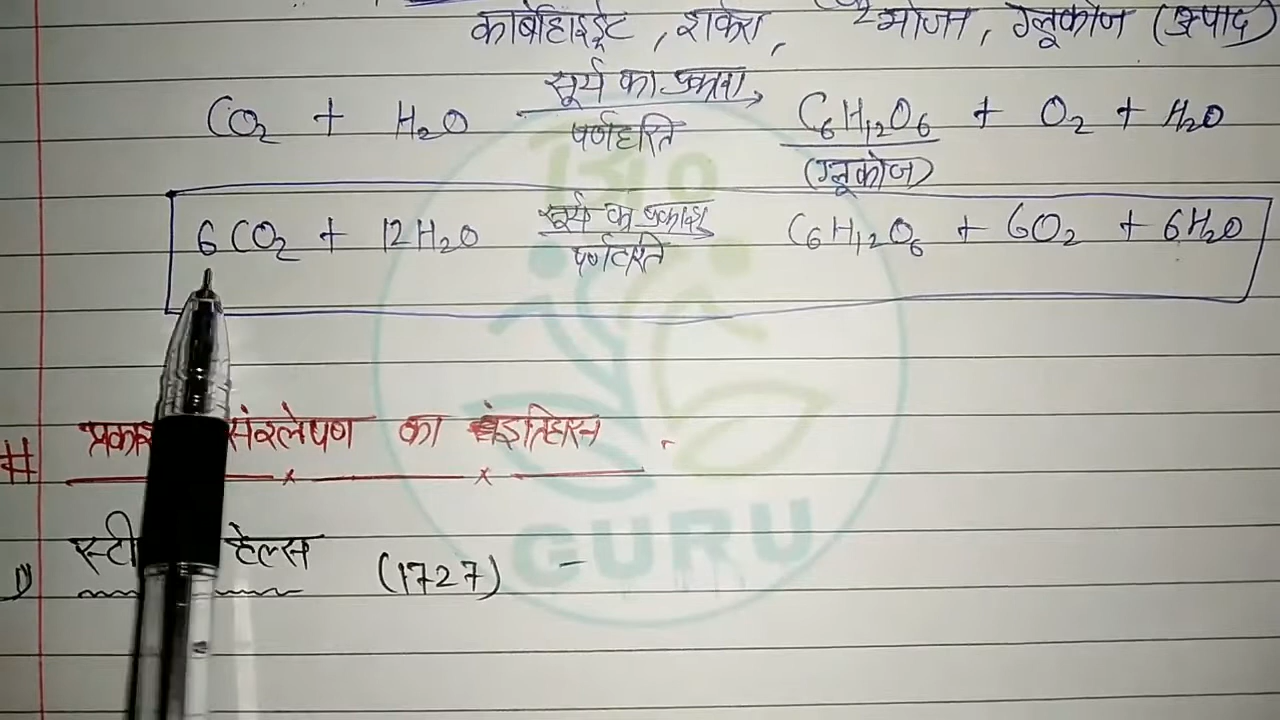 कार्बोहाइड्रेट , शर्करा, भोजन, ग्लूकोज (उत्पाद)
CO₂ + H₂O सूर्य का प्रकाश पर्णहरित C₆H₁₂O₆ + O₂ + H₂O
(ग्लूकोज)
6CO₂ + 12H₂O सूर्य का प्रकाश पर्णहरित C₆H₁₂O₆ + 6O₂ + 6H₂O
# संश्लेषण का इतिहास
1) हेल्स (1727) -
GURU